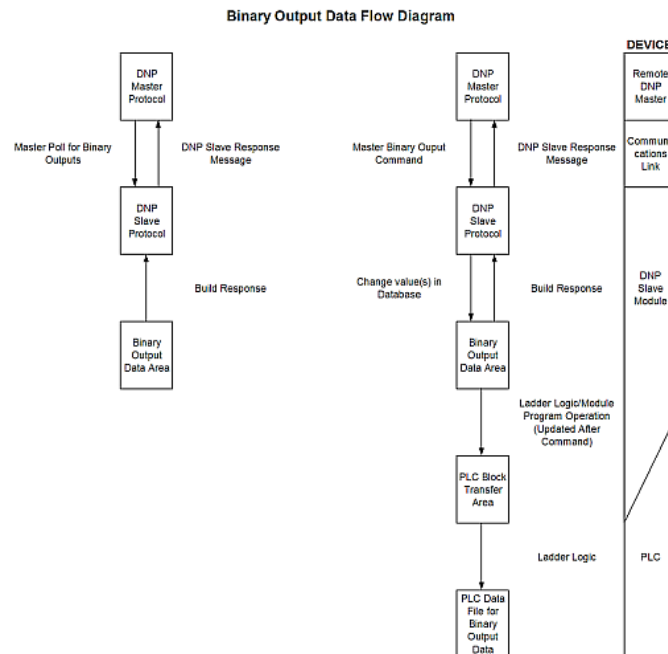 Binary Output Data Flow Diagram
DEVICE
DNP
Master
Protocol
DNP
Master
Protocol
Remote
DNP
Master
Master Poll for Binary
Outputs
DNP Slave Response
Message
Master Binary Ouput
Command
DNP Slave Response
Message
Commun
cations
Link
DNP
Slave
Protocol
DNP
Slave
Protocol
Build Response
Change value(s) in
Database
Build Response
DNP
Slave
Module
Binary
Output
Data Area
Binary
Output
Data Area
Ladder Logic/Module
Program Operation
(Updated After
Command)
PLC Block
Transfer
Area
Ladder Logic
PLC
PLC Data
File for
Binary
Output
Data